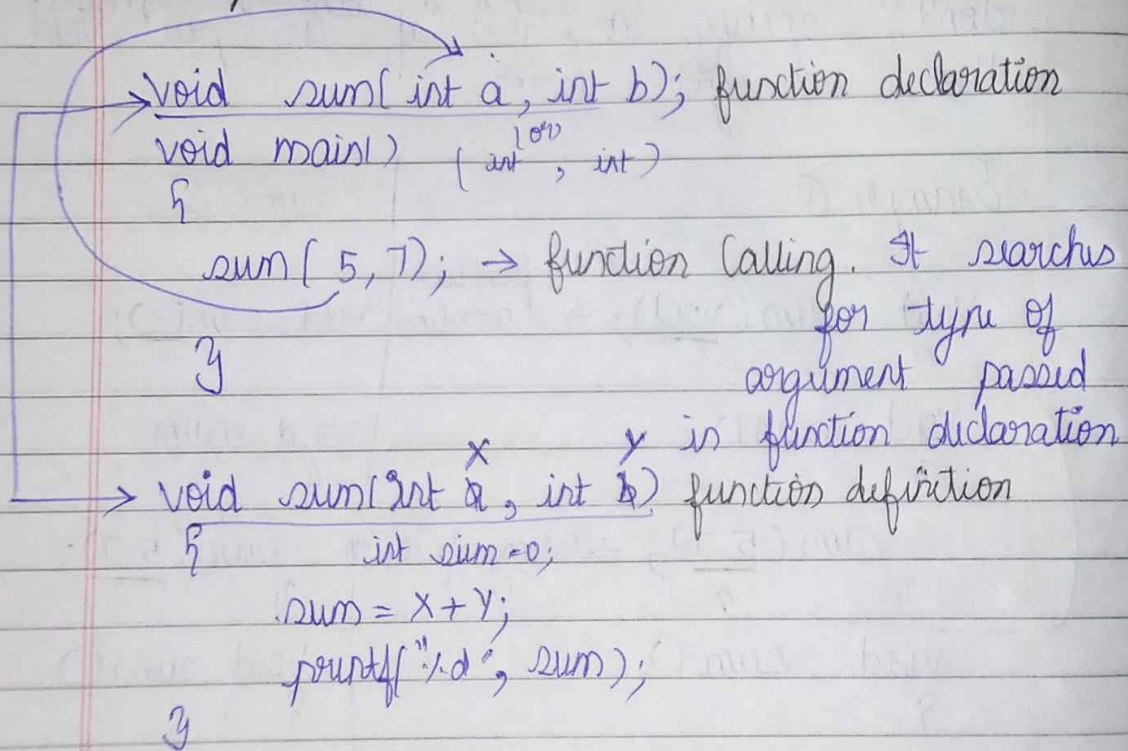 void sum( int a, int b); function declaration
(or)
void main() ( int , int )
{
sum( 5, 7); → function Calling. It searches
for type of
}
argument passed
in function declaration
X Y
void sum(int a, int b) function definition
{ int sum=0;
sum = X+Y;
printf("%d", sum);
}